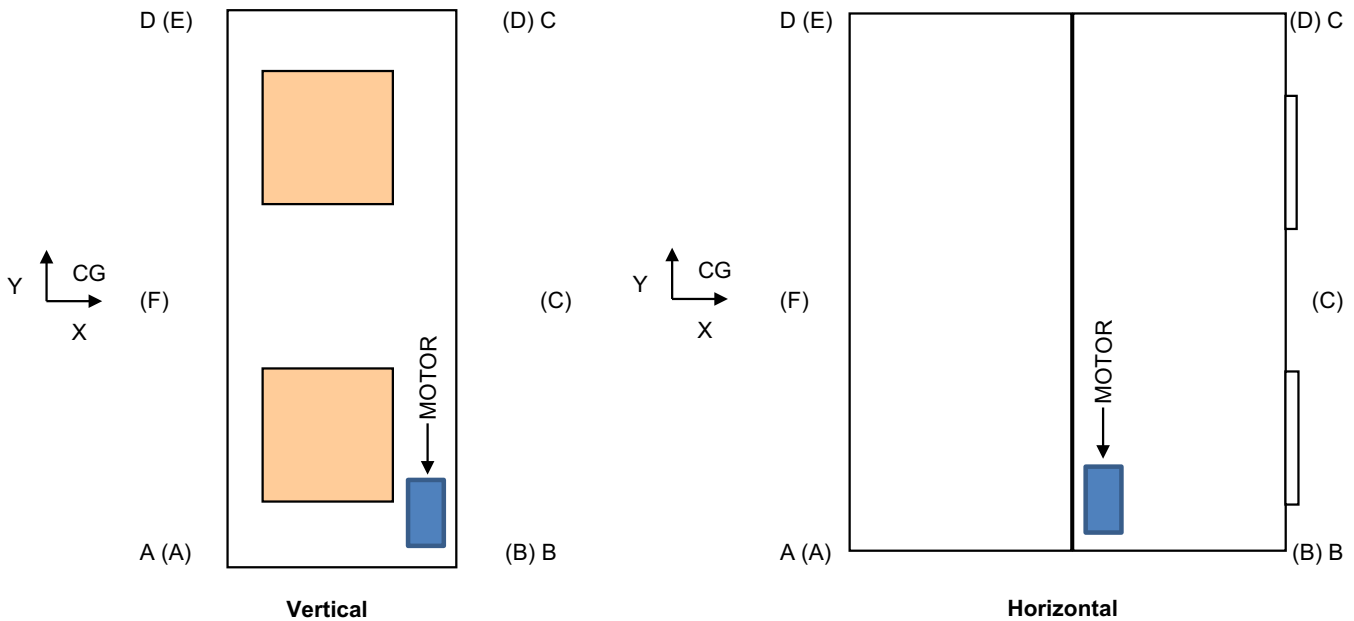 D (E)
(D) C
D (E)
(D) C
Y
CG
X
(F)
(C)
Y
CG
X
(F)
(C)
MOTOR
MOTOR
A (A)
(B) B
A (A)
(B) B
Vertical
Horizontal